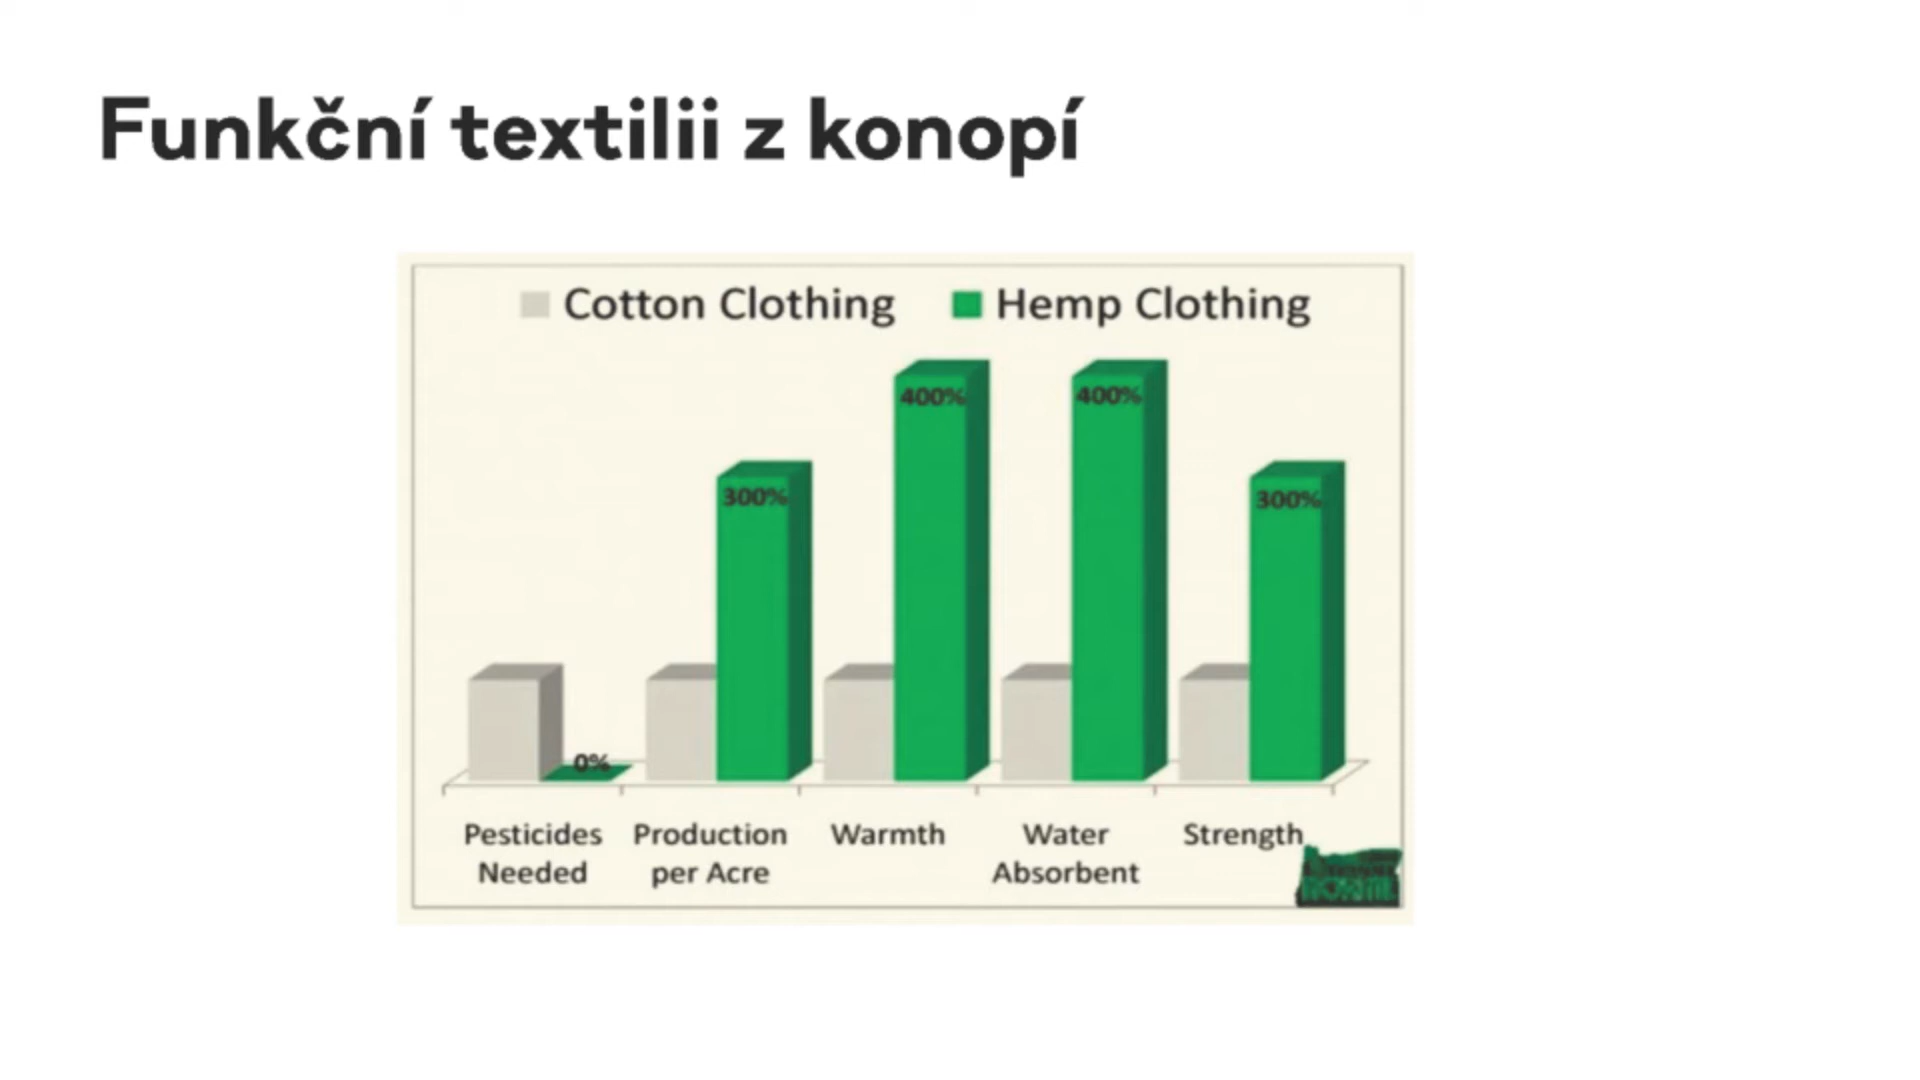 Funkční textilii z konopí
Cotton Clothing Hemp Clothing
400% 400%
300% 300%
0%
Pesticides Production Warmth Water Strength
Needed per Acre Absorbent